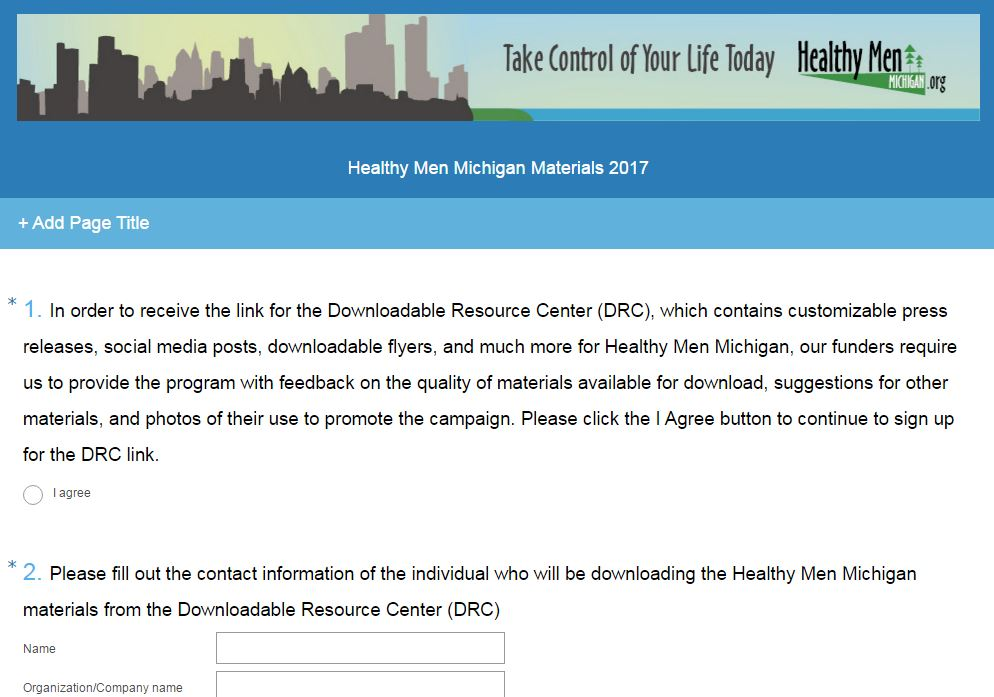 Take Control of Your Life Today
Healthy Men
MICHIGAN.org
Healthy Men Michigan Materials 2017
+ Add Page Title
* 1. In order to receive the link for the Downloadable Resource Center (DRC), which contains customizable press
releases, social media posts, downloadable flyers, and much more for Healthy Men Michigan, our funders require
us to provide the program with feedback on the quality of materials available for download, suggestions for other
materials, and photos of their use to promote the campaign. Please click the I Agree button to continue to sign up
for the DRC link.
I agree
* 2. Please fill out the contact information of the individual who will be downloading the Healthy Men Michigan
materials from the Downloadable Resource Center (DRC)
Name
Organization/Company name